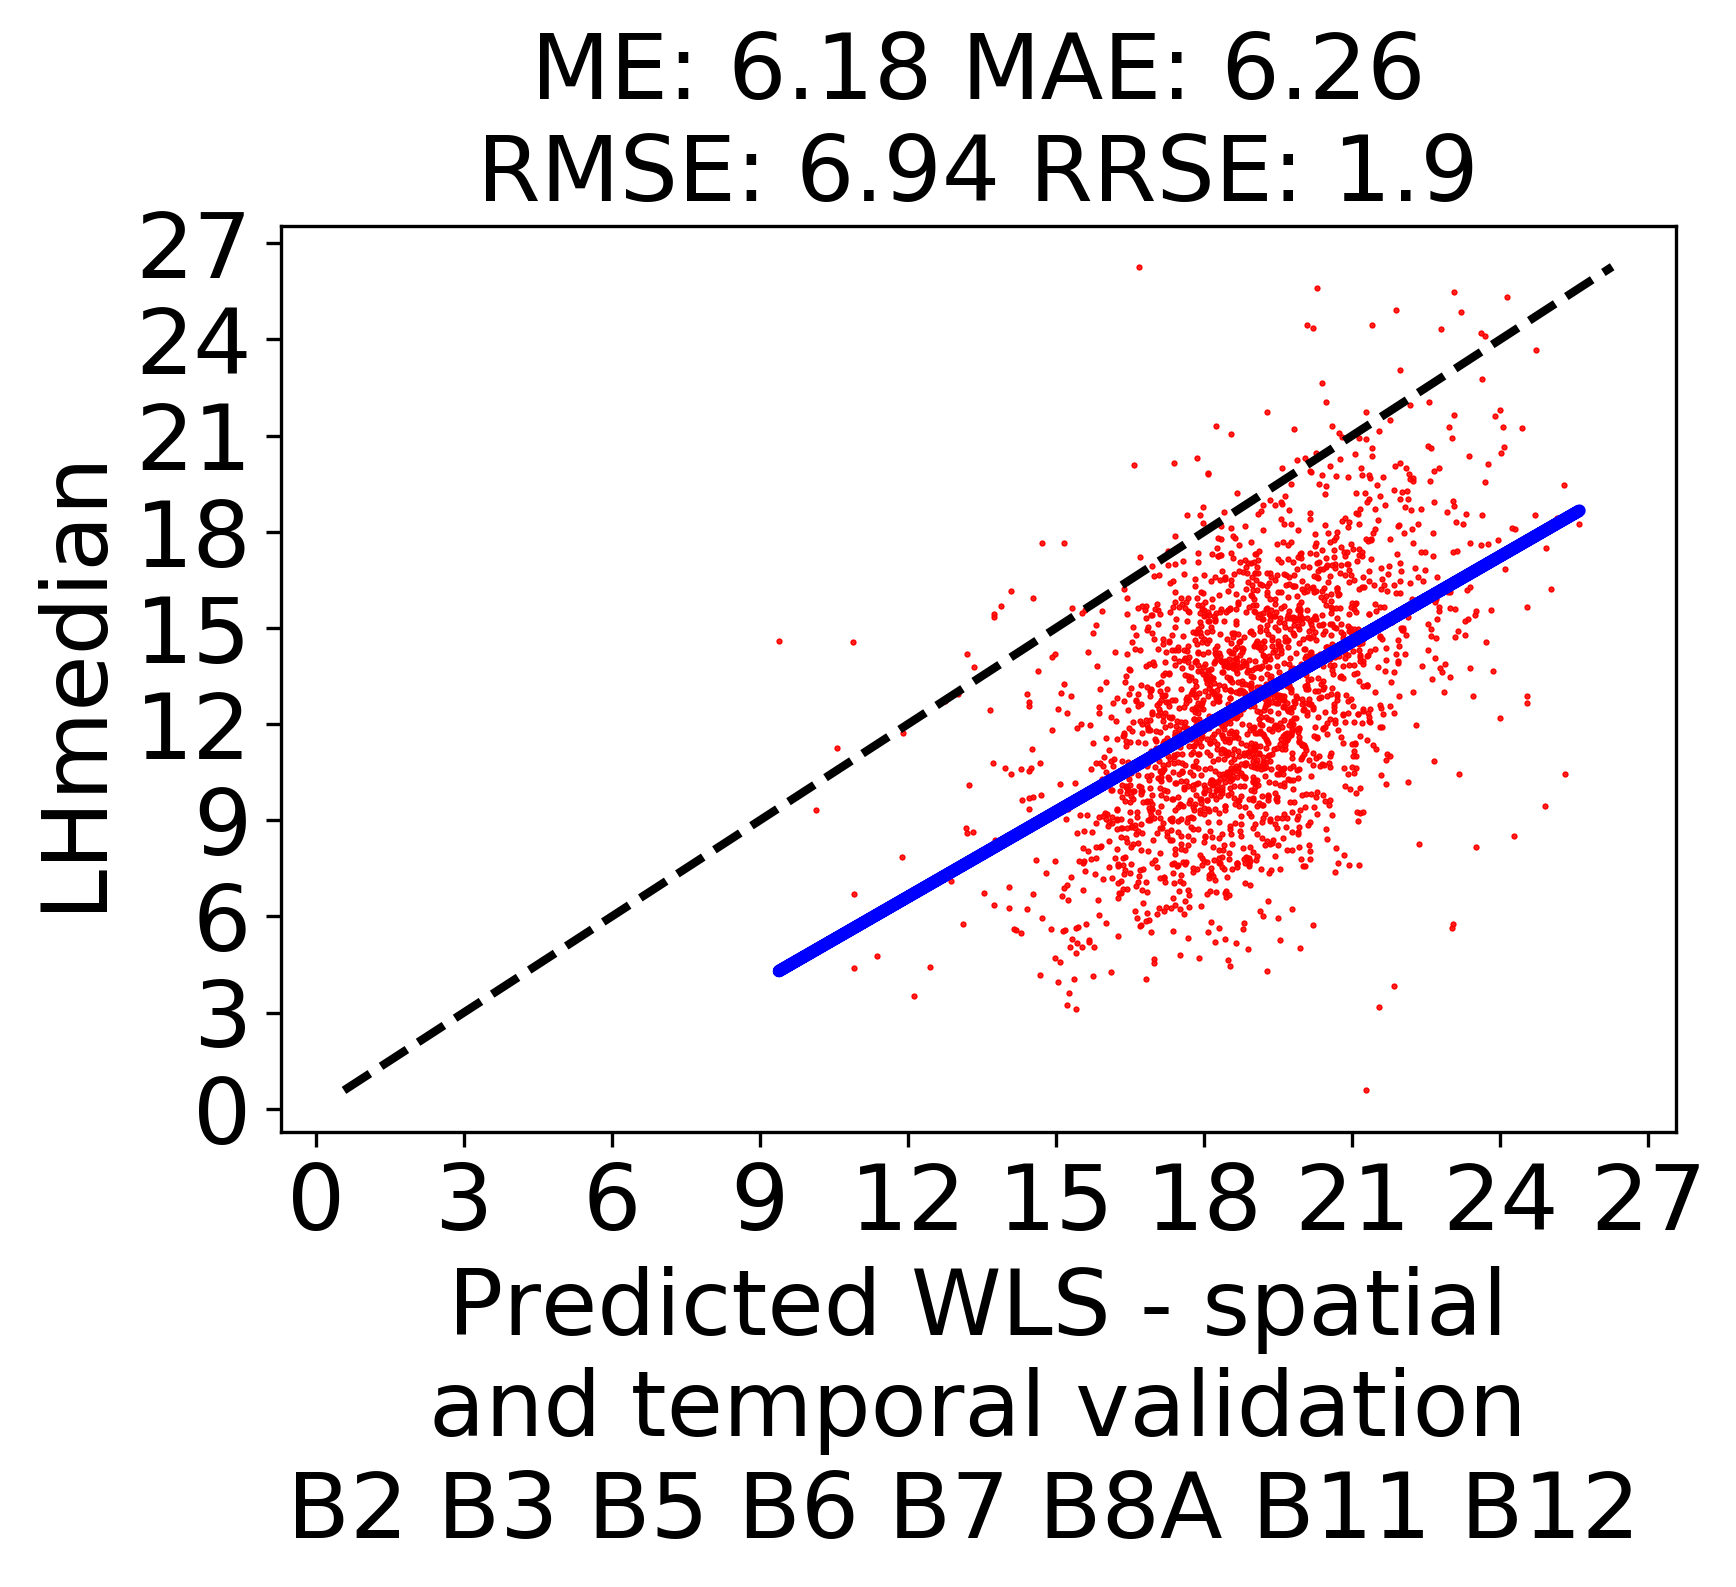 ME: 6.18 MAE: 6.26
RMSE: 6.94 RRSE: 1.9
27
24
21
18
15
12
9
6
3
0
LHmedian
0 3 6 9 12 15 18 21 24 27
Predicted WLS - spatial
and temporal validation
B2 B3 B5 B6 B7 B8A B11 B12